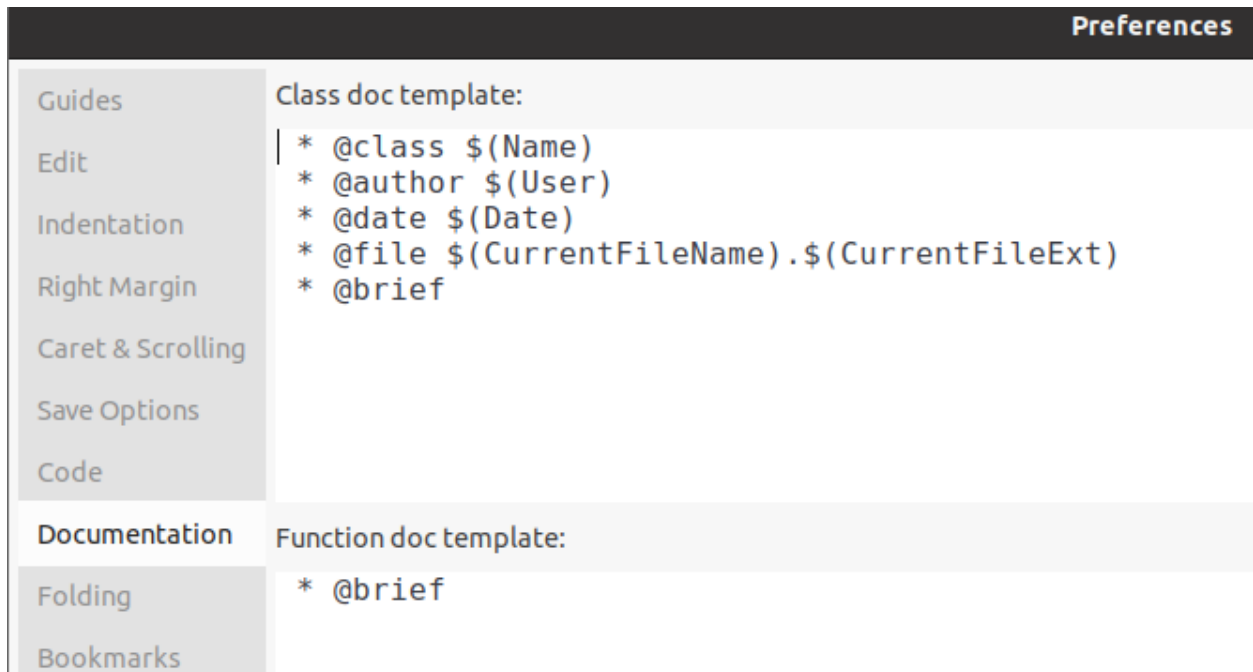 Preferences
Guides
Edit
Indentation
Right Margin
Caret & Scrolling
Save Options
Code
Documentation
Folding
Bookmarks
Class doc template:
* @class $(Name)
* @author $(User)
* @date $(Date)
* @file $(CurrentFileName).$(CurrentFileExt)
* @brief
Function doc template:
* @brief